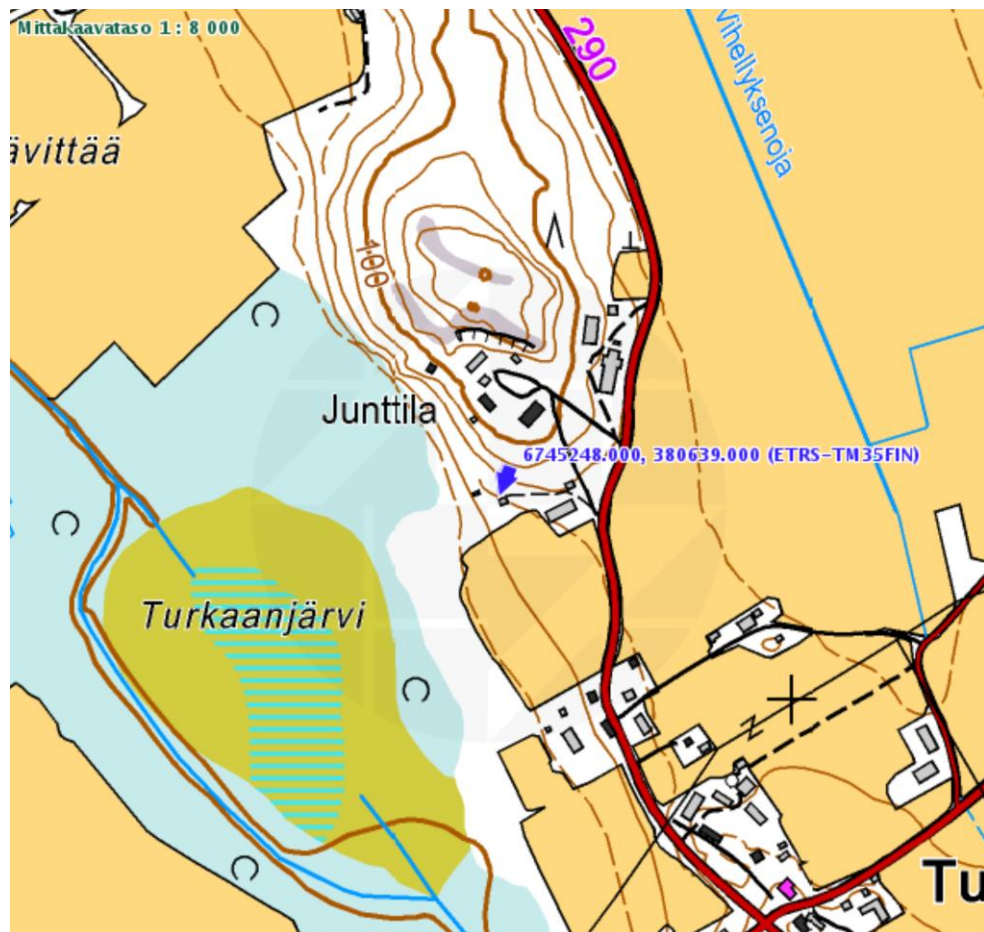 Mittakaavataso 1 : 8 000
290
Vihellyksenoja
ävittää
100
Junttila
6745248.000, 380639.000 (ETRS-TM35FIN)
Turkaanjärvi
Tu